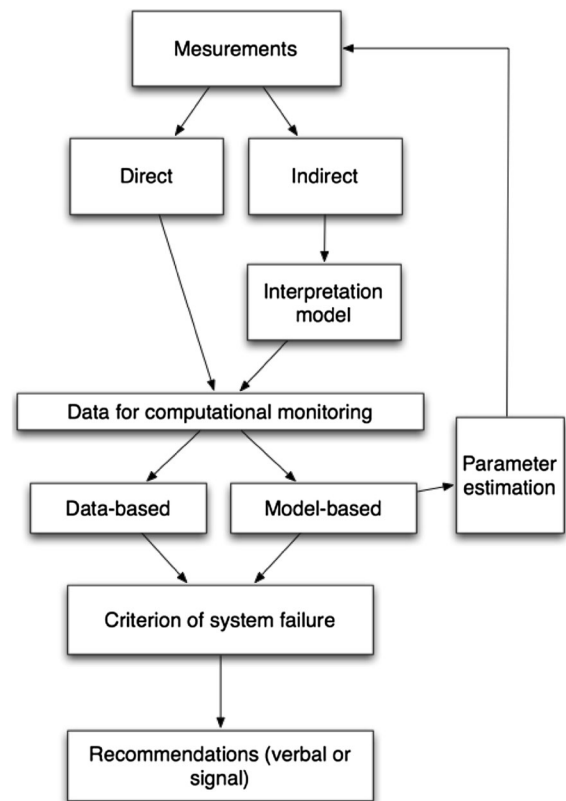 Mesurements
Direct
Indirect
Interpretation
model
Data for computational monitoring
Data-based
Model-based
Parameter
estimation
Criterion of system failure
Recommendations (verbal or
signal)